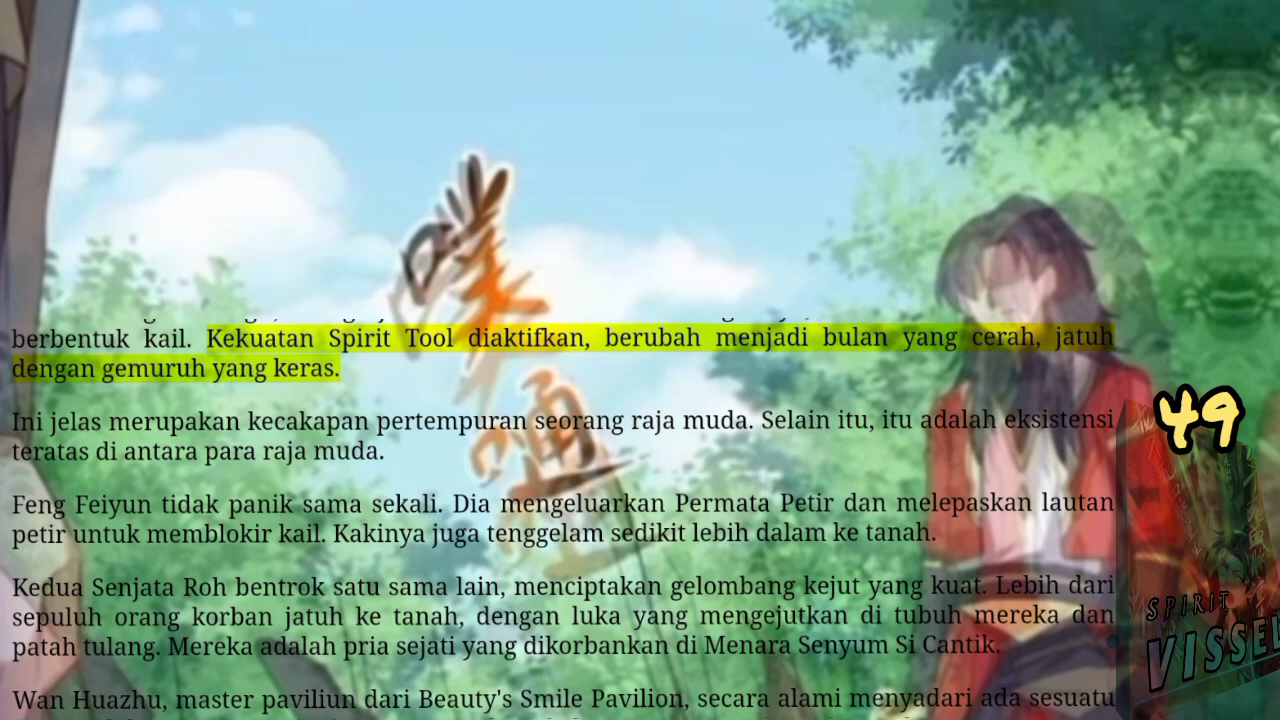 噗通
berbentuk kail. Kekuatan Spirit Tool diaktifkan, berubah menjadi bulan yang cerah, jatuh
dengan gemuruh yang keras.
Ini jelas merupakan kecakapan pertempuran seorang raja muda. Selain itu, itu adalah eksistensi
teratas di antara para raja muda.
Feng Feiyun tidak panik sama sekali. Dia mengeluarkan Permata Petir dan melepaskan lautan
petir untuk memblokir kail. Kakinya juga tenggelam sedikit lebih dalam ke tanah.
Kedua Senjata Roh bentrok satu sama lain, menciptakan gelombang kejut yang kuat. Lebih dari
sepuluh orang korban jatuh ke tanah, dengan luka yang mengejutkan di tubuh mereka dan
patah tulang. Mereka adalah pria sejati yang dikorbankan di Menara Senyum Si Cantik.
Wan Huazhu, master paviliun dari Beauty's Smile Pavilion, secara alami menyadari ada sesuatu
49
SPIRIT
VISSEL